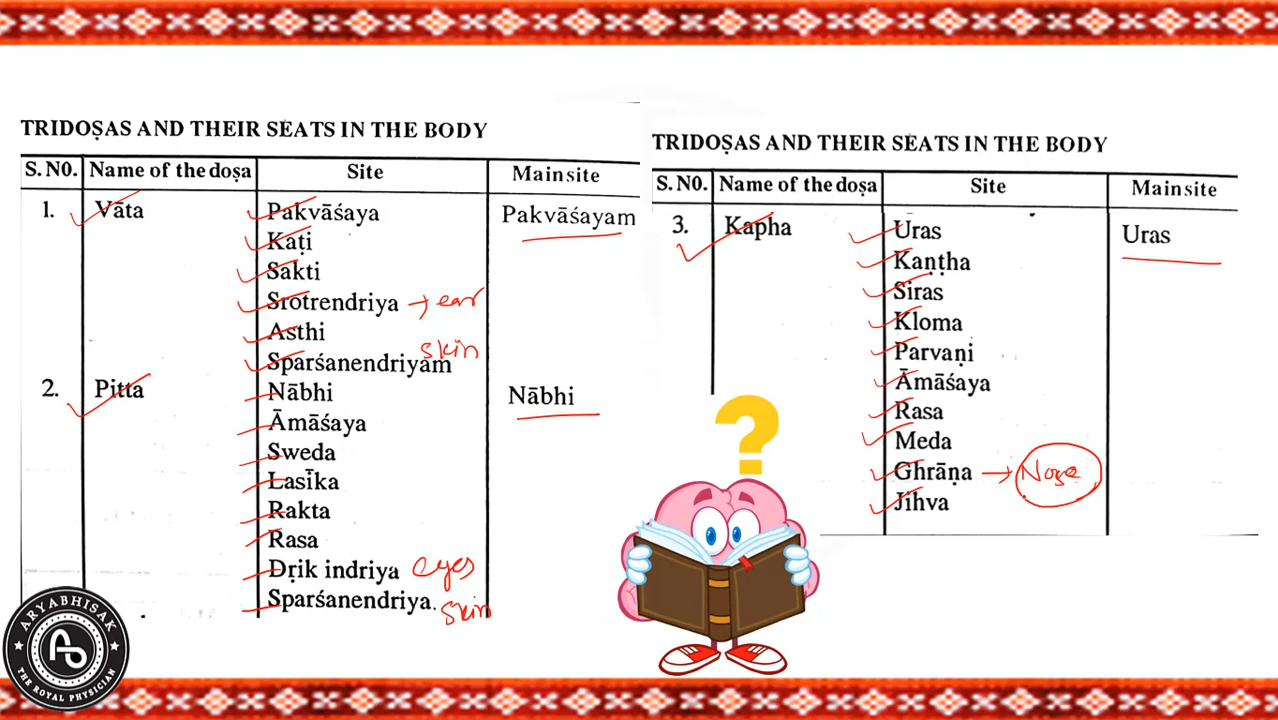 TRIDOṢAS AND THEIR SEATS IN THE BODY
S. N0. Name of the doṣa Site Main site
1. Vāta Pakvāśaya Pakvāśayam
Kaṭi
Sakti
Srotrendriya → ear
Asthi
Sparśanendriyam skin
2. Pitta Nābhi Nābhi
Āmāśaya
Sweda
Lasīka
Rakta
Rasa
Dṛik indriya eyes
Sparśanendriya. skin
TRIDOṢAS AND THEIR SEATS IN THE BODY
S. N0. Name of the doṣa Site Main site
3. Kapha Uras Uras
Kaṇṭha
Siras
Kloma
Parvaṇi
Āmāśaya
Rasa
Meda
Ghrāṇa → Nose
Jihva
?
ARYABHISAK
THE ROYAL PHYSICIAN